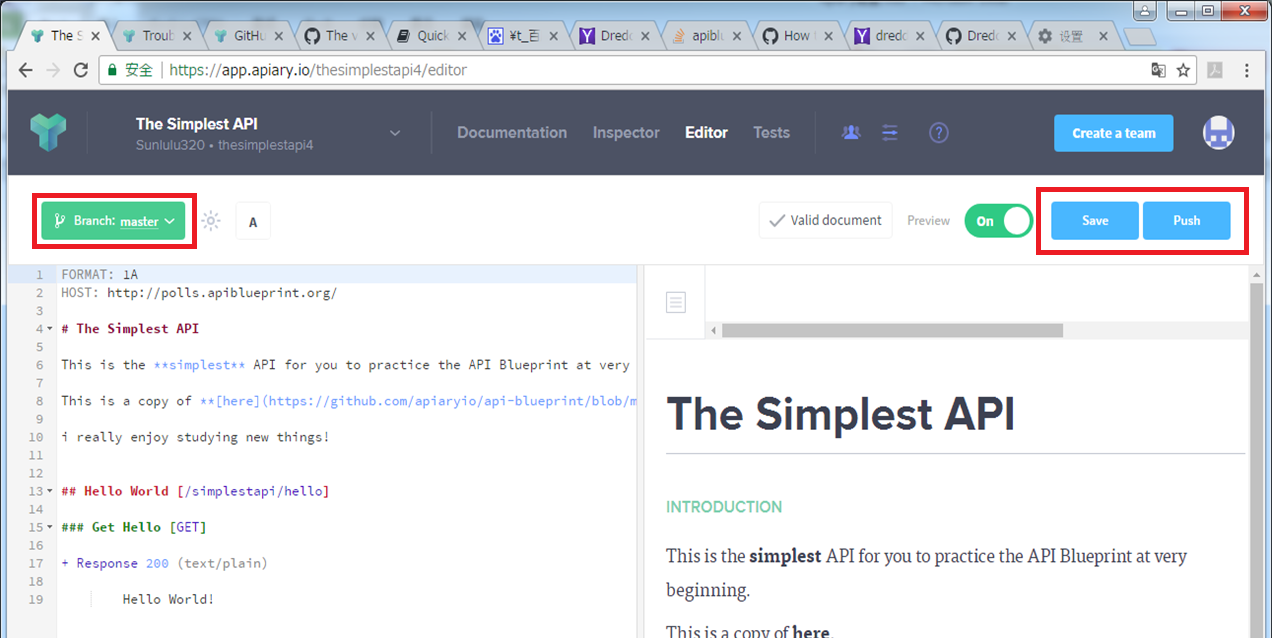 The S
Troub
GitHu
The v
Quick
¥t_百
Dredd
apiblu
How t
dredd
Dredd
设置
安全
https://app.apiary.io/thesimplestapi4/editor
The Simplest API
Sunlulu320 • thesimplestapi4
Documentation Inspector Editor Tests
?
Create a team
Branch: master
A
Valid document
Preview
On
Save
Push
1 FORMAT: 1A
2 HOST: http://polls.apiblueprint.org/
3
4 # The Simplest API
5
6 This is the **simplest** API for you to practice the API Blueprint at very
7
8 This is a copy of **[here](https://github.com/apiaryio/api-blueprint/blob/m
9
10 i really enjoy studying new things!
11
12
13 ## Hello World [/simplestapi/hello]
14
15 ### Get Hello [GET]
16
17 + Response 200 (text/plain)
18
19 Hello World!
The Simplest API
INTRODUCTION
This is the simplest API for you to practice the API Blueprint at very
beginning.
This is a copy of here.